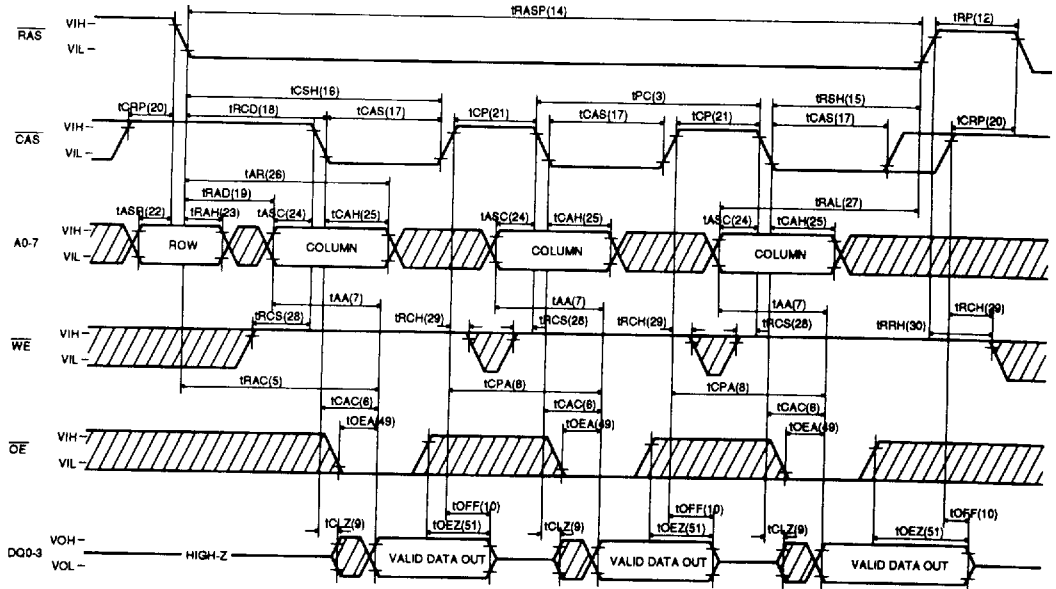 tRASP(14) tRP(12)
RAS VIH VIL
tCSH(16) tPC(3) tRSH(15)
tCRP(20) tRCD(18) tCAS(17) tCP(21) tCAS(17) tCP(21) tCAS(17) tCRP(20)
CAS VIH VIL
tAR(26)
tRAD(19) tRAL(27)
tASR(22) tRAH(23) tASC(24) tCAH(25) tASC(24) tCAH(25) tASC(24) tCAH(25)
A0-7 VIH VIL
ROW COLUMN COLUMN COLUMN
tAA(7) tAA(7) tAA(7)
tRCS(28) tRCH(29) tRCS(28) tRCH(29) tRCS(28) tRRH(30) tRCH(29)
WE VIH VIL
tRAC(5) tCPA(8) tCPA(8)
tCAC(6) tCAC(6) tCAC(6)
tOEA(49) tOEA(49) tOEA(49)
OE VIH VIL
tOFF(10) tOFF(10) tOFF(10)
tCLZ(9) tOEZ(51) tCLZ(9) tOEZ(51) tCLZ(9) tOEZ(51)
DQ0-3 VOH VOL
HIGH-Z VALID DATA OUT VALID DATA OUT VALID DATA OUT